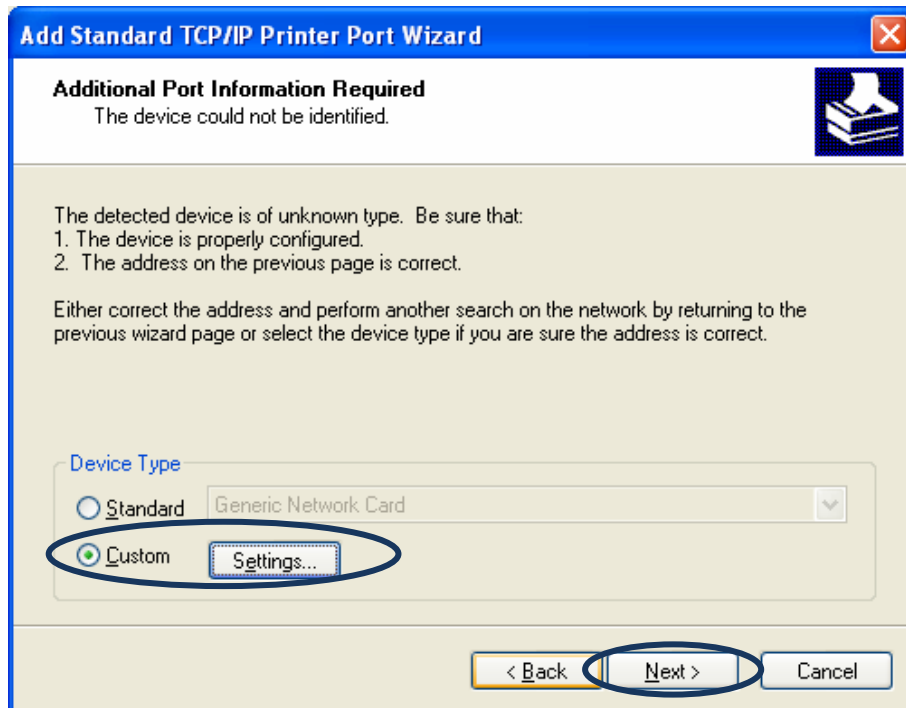 Add Standard TCP/IP Printer Port Wizard
Additional Port Information Required
The device could not be identified.
The detected device is of unknown type. Be sure that:
1. The device is properly configured.
2. The address on the previous page is correct.
Either correct the address and perform another search on the network by returning to the
previous wizard page or select the device type if you are sure the address is correct.
Device Type
Standard Generic Network Card
Custom Settings...
< Back Next > Cancel